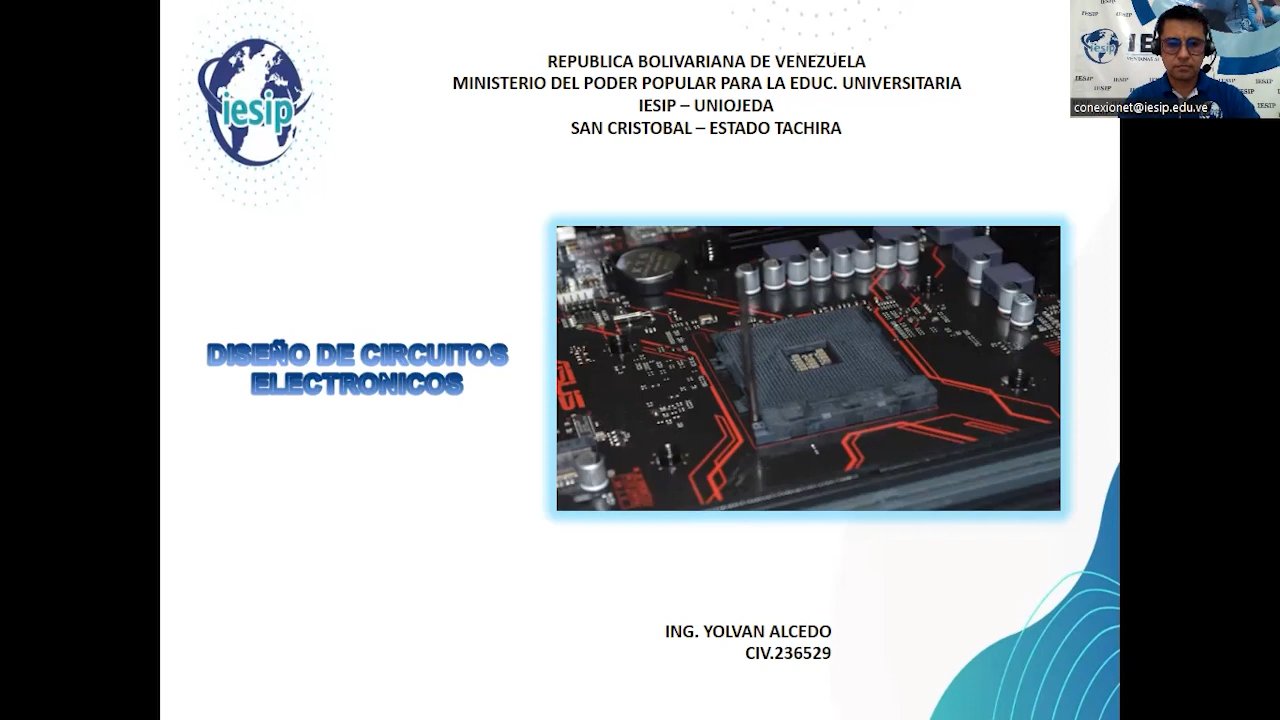 iesip
REPUBLICA BOLIVARIANA DE VENEZUELA
MINISTERIO DEL PODER POPULAR PARA LA EDUC. UNIVERSITARIA
IESIP – UNIOJEDA
SAN CRISTOBAL – ESTADO TACHIRA
conexionet@iesip.edu.ve
DISEÑO DE CIRCUITOS
ELECTRONICOS
ING. YOLVAN ALCEDO
CIV.236529